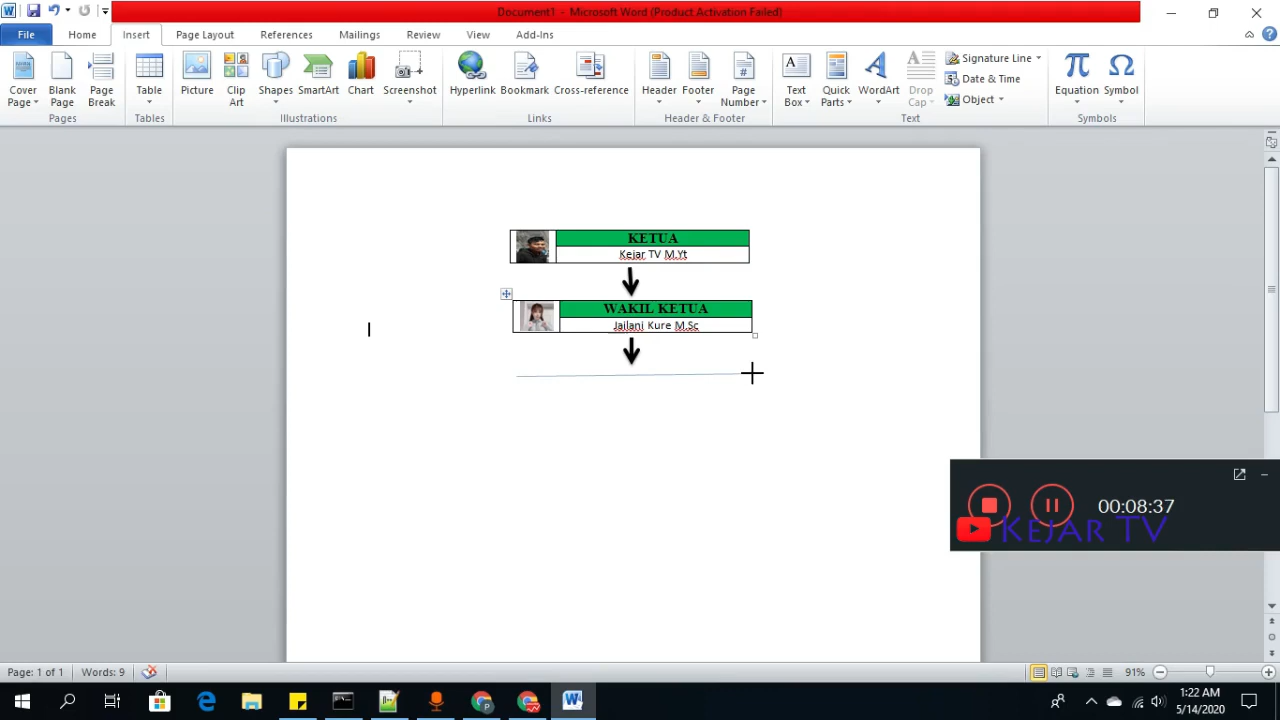 Document1 - Microsoft Word (Product Activation Failed)
File Home Insert Page Layout References Mailings Review View Add-Ins
Cover Page
Blank Page
Page Break
Table
Picture
Clip Art
Shapes
SmartArt
Chart
Screenshot
Hyperlink
Bookmark
Cross-reference
Header
Footer
Page Number
Text Box
Quick Parts
WordArt
Drop Cap
Signature Line
Date & Time
Object
Equation
Symbol
Pages Tables Illustrations Links Header & Footer Text Symbols
KETUA
Kejar TV M.Yt
WAKIL KETUA
Jailani Kure M.Sc
00:08:37
KEJAR TV
Page: 1 of 1 Words: 9 91%
1:22 AM
5/14/2020